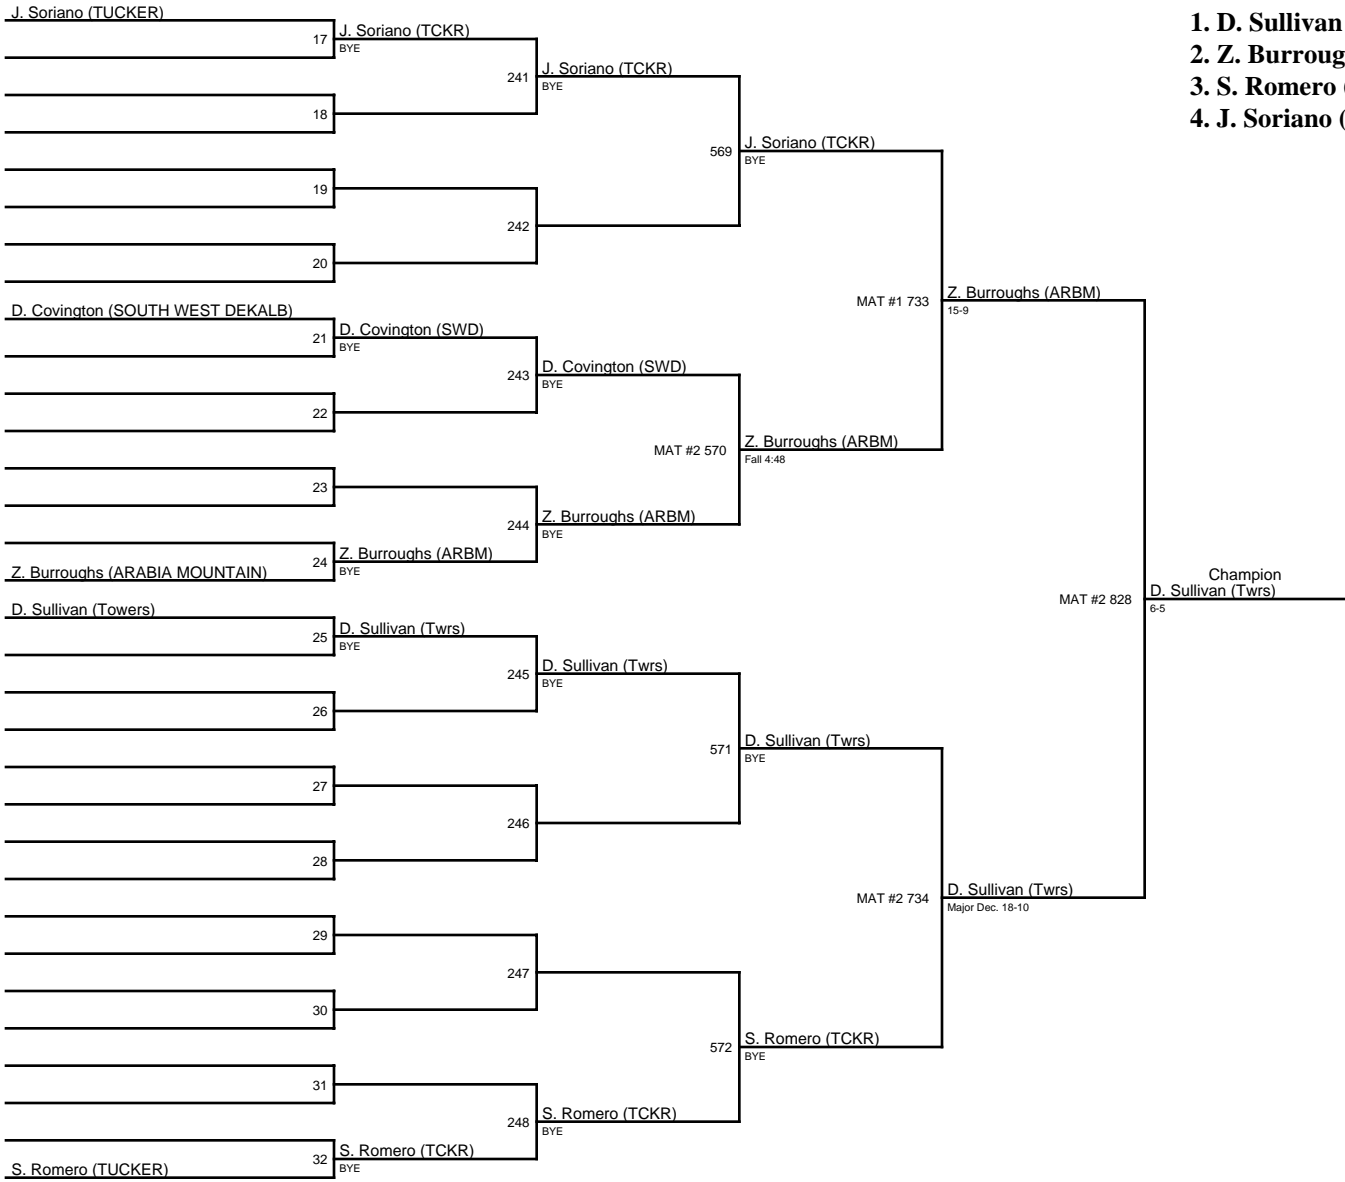 J. Soriano (TUCKER)
17
J. Soriano (TCKR)
BYE
241
J. Soriano (TCKR)
BYE
18
569
J. Soriano (TCKR)
BYE
19
242
20
MAT #1 733
Z. Burroughs (ARBM)
15-9
D. Covington (SOUTH WEST DEKALB)
21
D. Covington (SWD)
BYE
243
D. Covington (SWD)
BYE
22
MAT #2 570
Z. Burroughs (ARBM)
Fall 4:48
23
244
Z. Burroughs (ARBM)
BYE
24
Z. Burroughs (ARBM)
BYE
Z. Burroughs (ARABIA MOUNTAIN)
MAT #2 828
Champion
D. Sullivan (Twrs)
6-5
D. Sullivan (Towers)
25
D. Sullivan (Twrs)
BYE
245
D. Sullivan (Twrs)
BYE
26
571
D. Sullivan (Twrs)
BYE
27
246
28
MAT #2 734
D. Sullivan (Twrs)
Major Dec. 18-10
29
247
30
572
S. Romero (TCKR)
BYE
31
248
S. Romero (TCKR)
BYE
32
S. Romero (TCKR)
BYE
S. Romero (TUCKER)
1. D. Sullivan
2. Z. Burroug
3. S. Romero (
4. J. Soriano (